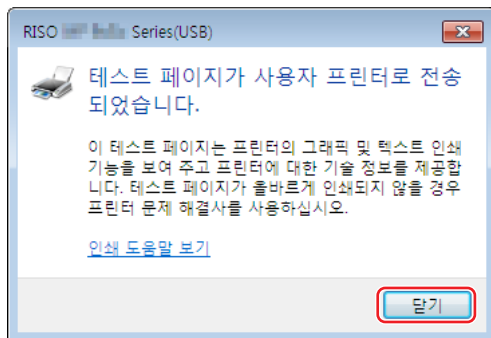 RISO Series(USB)
테스트 페이지가 사용자 프린터로 전송
되었습니다.
이 테스트 페이지는 프린터의 그래픽 및 텍스트 인쇄
기능을 보여 주고 프린터에 대한 기술 정보를 제공합
니다. 테스트 페이지가 올바르게 인쇄되지 않을 경우
프린터 문제 해결사를 사용하십시오.
인쇄 도움말 보기
닫기